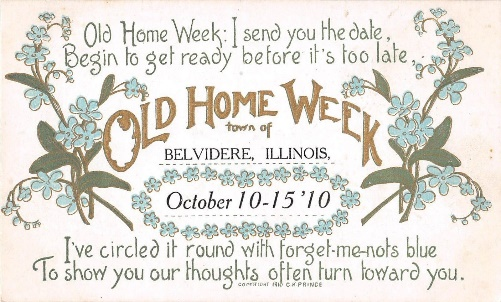 Old Home Week: I send you the date,
Begin to get ready before it's too late.
OLD HOME WEEK
town of
BELVIDERE, ILLINOIS,
October 10-15 '10
I've circled it round with forget-me-nots blue
To show you our thoughts often turn toward you.
COPYRIGHT 1910 C.H. PRINCE